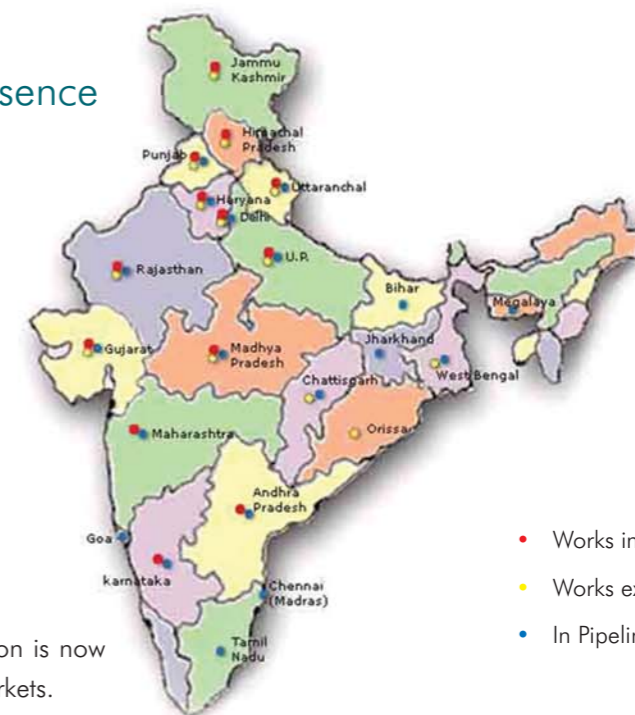 sence
Jammu
Kashmir
Himachal
Pradesh
Punjab
Uttaranchal
Haryana
Delhi
Rajasthan
U.P.
Bihar
Megalaya
Gujarat
Madhya
Pradesh
Jharkhand
Chattisgarh
West Bengal
Maharashtra
Orissa
Andhra
Pradesh
Goa
karnataka
Chennai
(Madras)
Tamil
Nadu
• Works in
• Works ex
• In Pipelin
on is now
rkets.